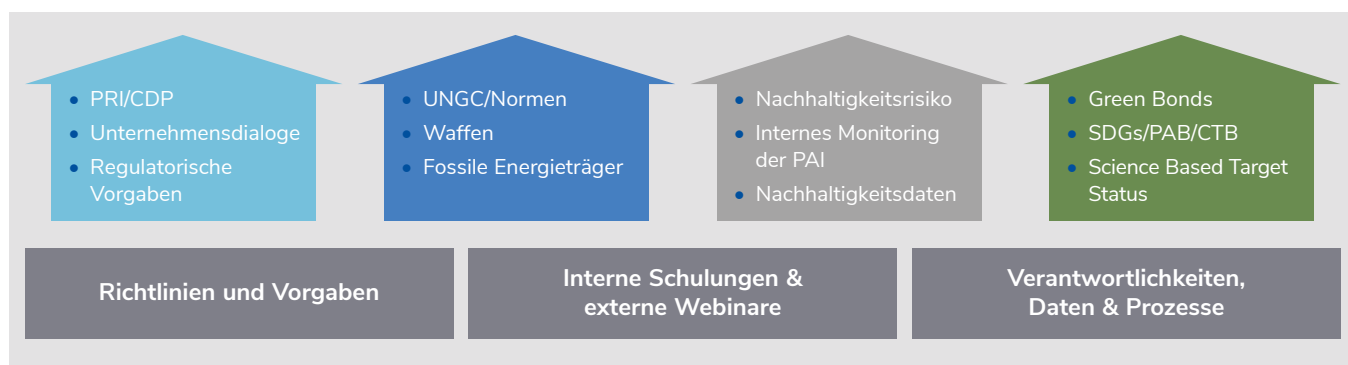 PRI/CDP
Unternehmensdialoge
Regulatorische
Vorgaben
UNGC/Normen
Waffen
Fossile Energieträger
Nachhaltigkeitsrisiko
Internes Monitoring
der PAI
Nachhaltigkeitsdaten
Green Bonds
SDGs/PAB/CTB
Science Based Target
Status
Richtlinien und Vorgaben
Interne Schulungen &
externe Webinare
Verantwortlichkeiten,
Daten & Prozesse